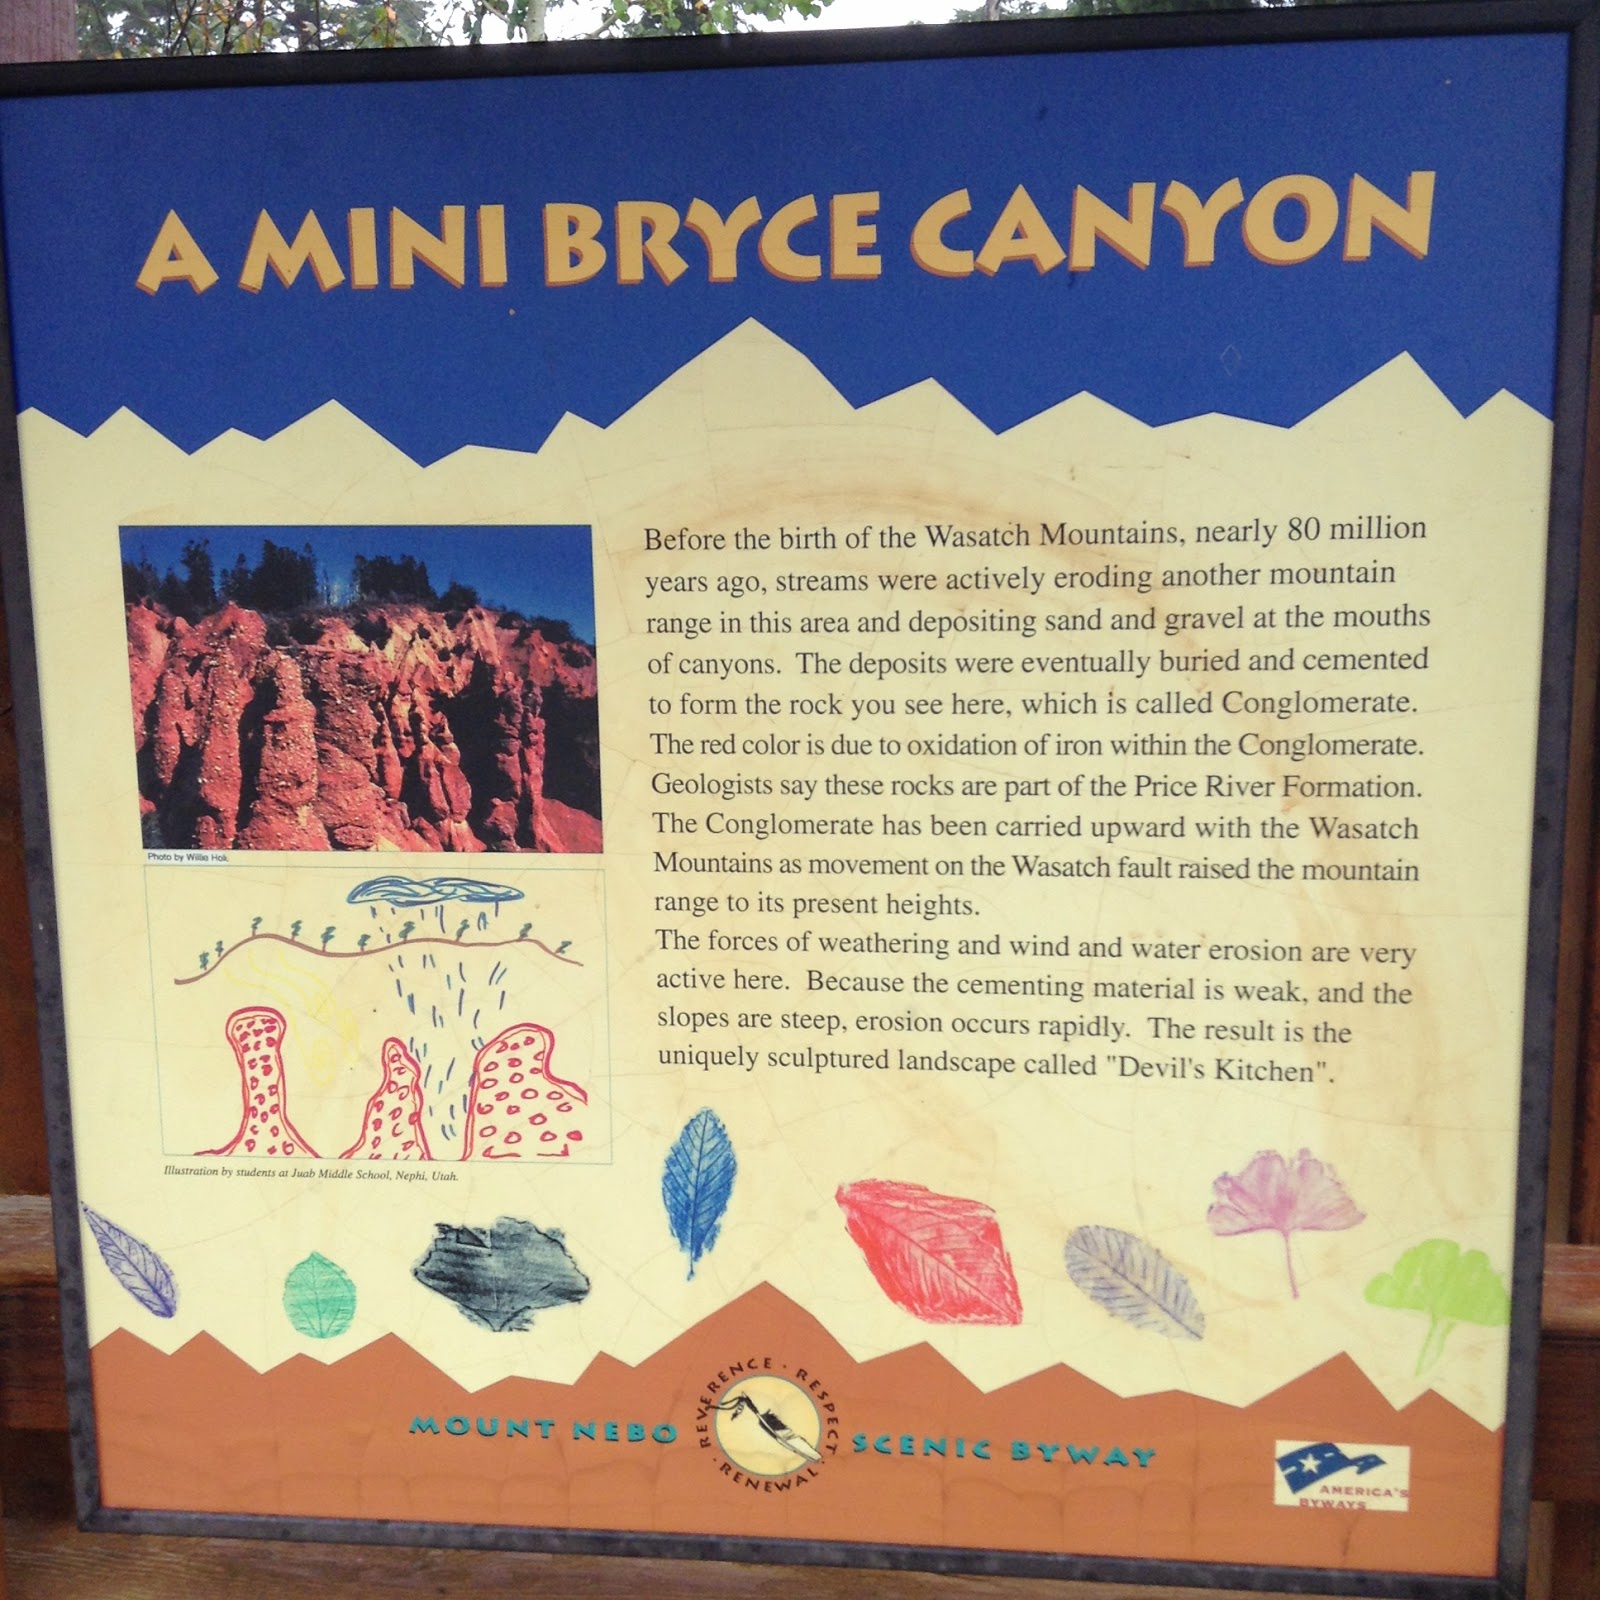 A MINI BRYCE CANYON
Before the birth of the Wasatch Mountains, nearly 80 million
years ago, streams were actively eroding another mountain
range in this area and depositing sand and gravel at the mouths
of canyons. The deposits were eventually buried and cemented
to form the rock you see here, which is called Conglomerate.
The red color is due to oxidation of iron within the Conglomerate.
Geologists say these rocks are part of the Price River Formation.
The Conglomerate has been carried upward with the Wasatch
Mountains as movement on the Wasatch fault raised the mountain
range to its present heights.
The forces of weathering and wind and water erosion are very
active here. Because the cementing material is weak, and the
slopes are steep, erosion occurs rapidly. The result is the
uniquely sculptured landscape called "Devil's Kitchen".
Photo by Willie Holt.
Illustration by students at Juab Middle School, Nephi, Utah.
MOUNT NEBO
REVERENCE · RESPECT · RENEWAL ·
SCENIC BYWAY
AMERICA'S
BYWAYS